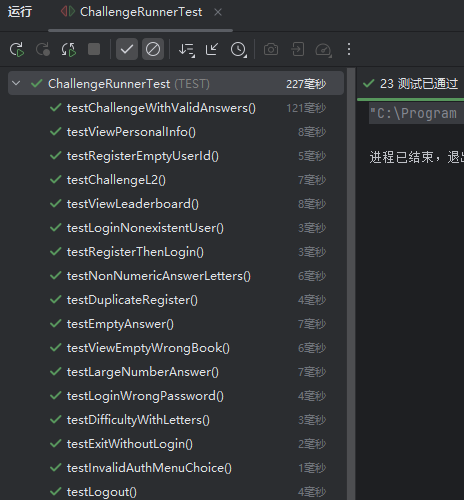 运行 ChallengeRunnerTest
ChallengeRunnerTest (TEST) 227毫秒
testChallengeWithValidAnswers() 121毫秒
testViewPersonalInfo() 8毫秒
testRegisterEmptyUserId() 5毫秒
testChallengeL2() 7毫秒
testViewLeaderboard() 8毫秒
testLoginNonexistentUser() 3毫秒
testRegisterThenLogin() 3毫秒
testNonNumericAnswerLetters() 6毫秒
testDuplicateRegister() 4毫秒
testEmptyAnswer() 7毫秒
testViewEmptyWrongBook() 6毫秒
testLargeNumberAnswer() 7毫秒
testLoginWrongPassword() 4毫秒
testDifficultyWithLetters() 3毫秒
testExitWithoutLogin() 2毫秒
testInvalidAuthMenuChoice() 1毫秒
testLogout() 4毫秒
23 测试已通过
"C:\Program
进程已结束，退出